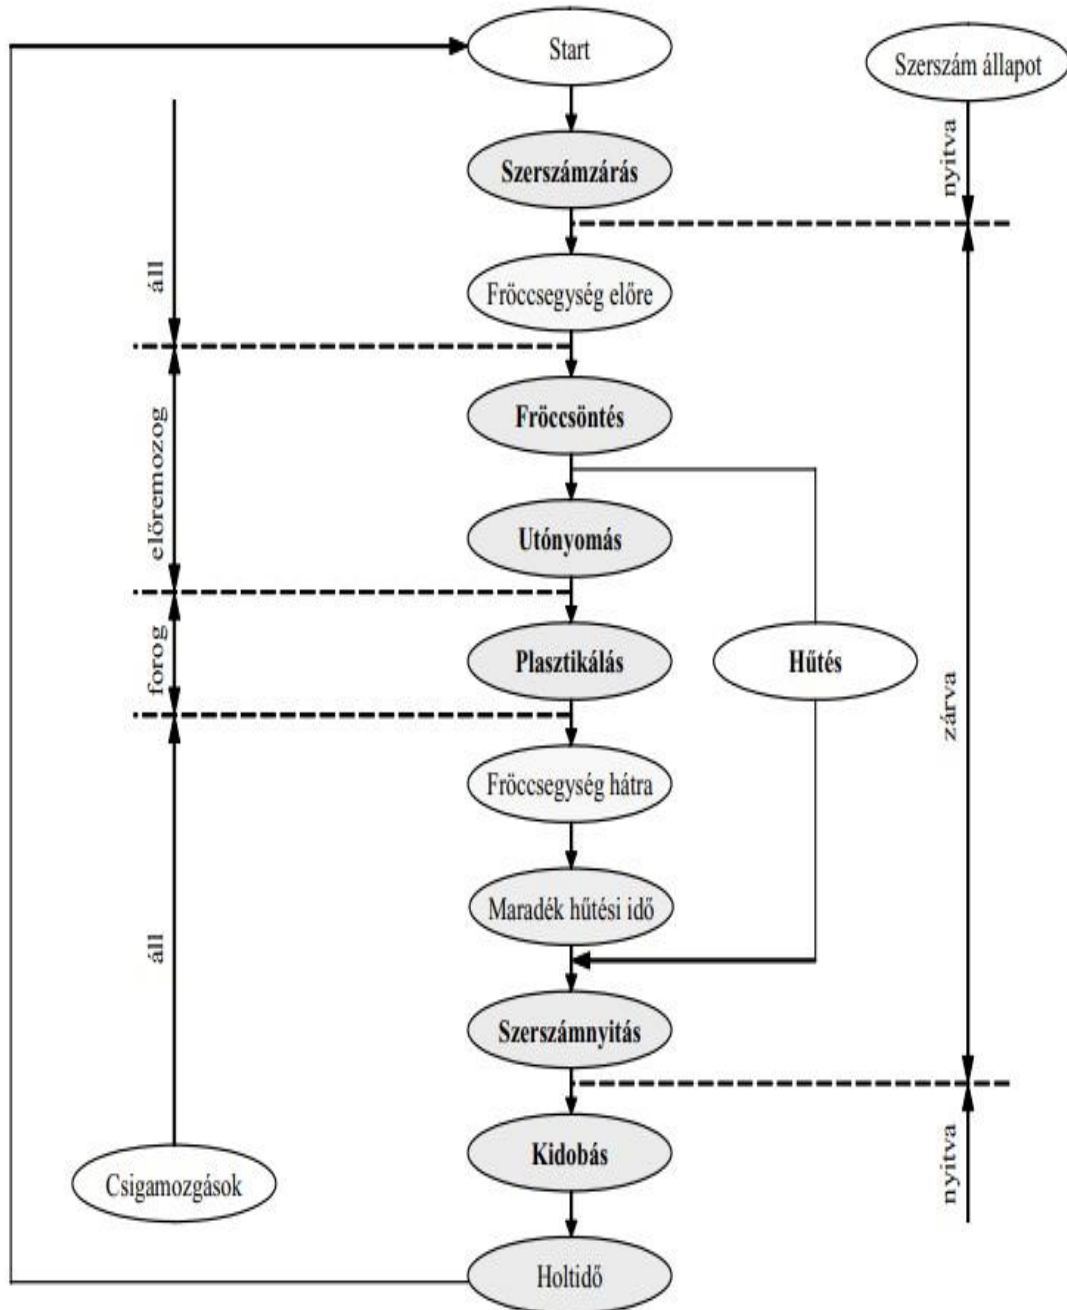 Start
Szerszám állapot
nyitva
Szerszámzárás
áll
Fröccsegység előre
Fröccsöntés
előremozog
Utónyomás
forog
Plasztikálás
Hűtés
zárva
Fröccsegység hátra
Maradék hűtési idő
áll
Szerszámnyitás
Kidobás
nyitva
Csigamozgások
Holtidő